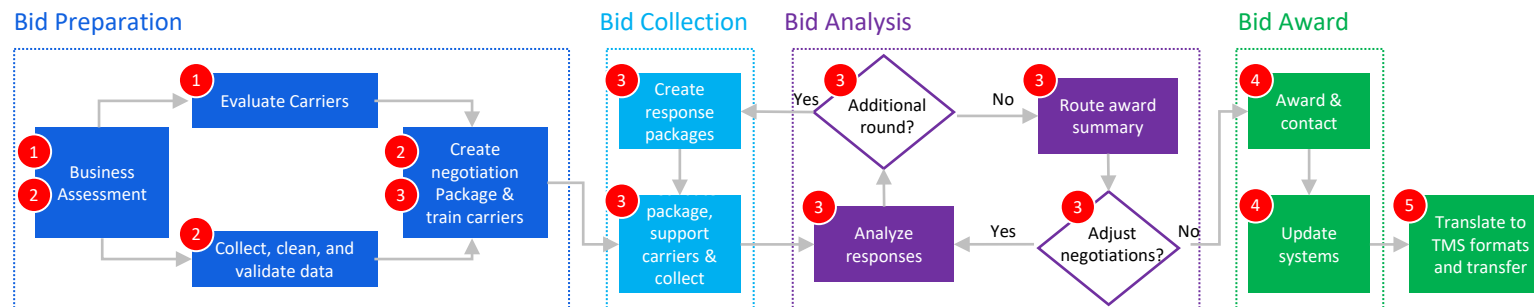 Bid Preparation
1
Evaluate Carriers
1
2
Business
Assessment
2
Collect, clean, and
validate data
2
3
Create
negotiation
Package &
train carriers
Bid Collection
3
Create
response
packages
3
package,
support
carriers &
collect
Bid Analysis
3
Additional
round?
Yes
No
3
Route award
summary
3
Analyze
responses
Yes
3
Adjust
negotiations?
No
Bid Award
4
Award &
contact
4
Update
systems
5
Translate to
TMS formats
and transfer